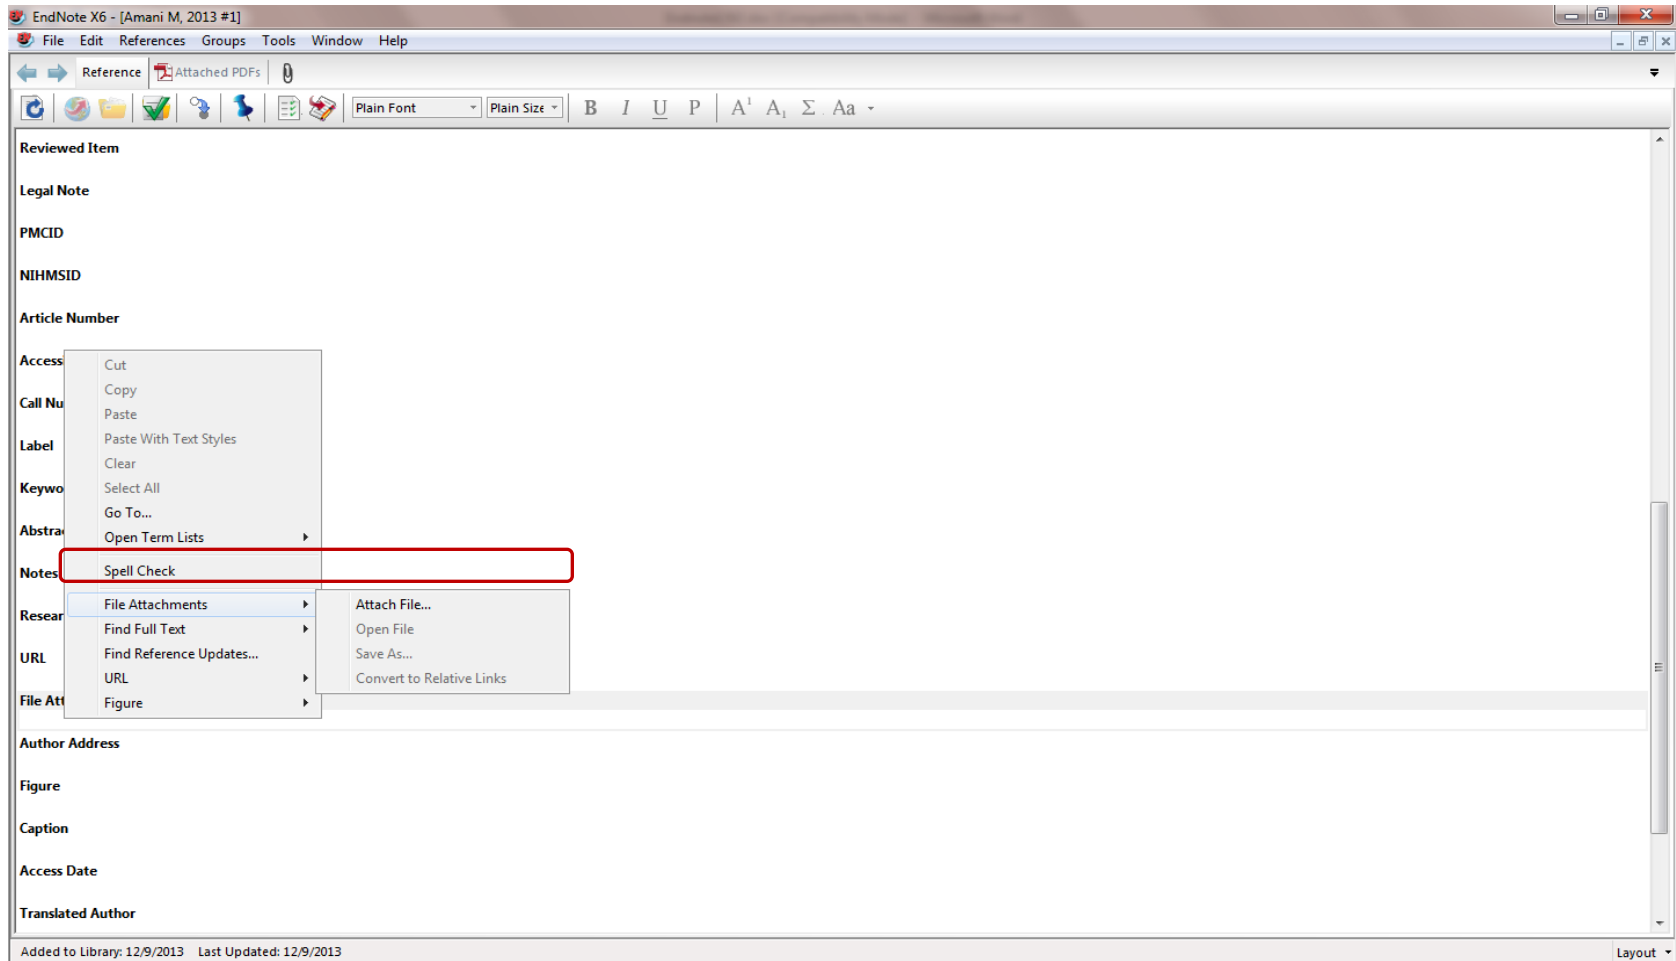 EndNote X6 - [Amani M, 2013 #1]
File Edit References Groups Tools Window Help
Reference Attached PDFs
Plain Font Plain Size B I U P A¹ A₁ Σ Aa
Reviewed Item
Legal Note
PMCID
NIHMSID
Article Number
Access
Call Nu
Label
Keywo
Abstra
Notes
Resear
URL
File Att
Cut
Copy
Paste
Paste With Text Styles
Clear
Select All
Go To...
Open Term Lists
Spell Check
File Attachments
Find Full Text
Find Reference Updates...
URL
Figure
Attach File...
Open File
Save As...
Convert to Relative Links
Author Address
Figure
Caption
Access Date
Translated Author
Added to Library: 12/9/2013 Last Updated: 12/9/2013
Layout